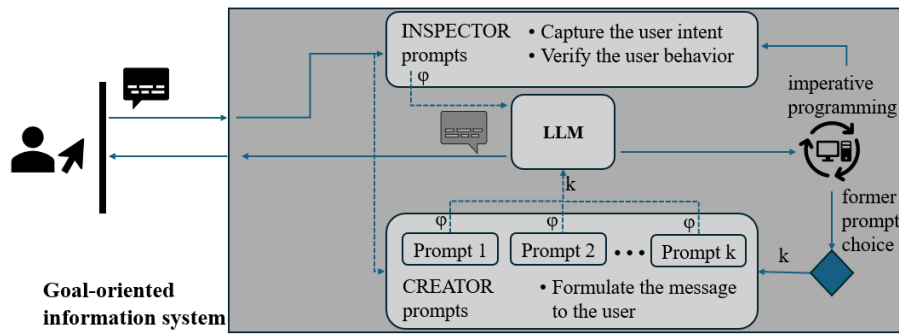 INSPECTOR
prompts
• Capture the user intent
• Verify the user behavior
φ
imperative
programming
LLM
k
former
prompt
choice
φ
φ
φ
Prompt 1
Prompt 2
•••
Prompt k
k
CREATOR
prompts
• Formulate the message
to the user
Goal-oriented
information system